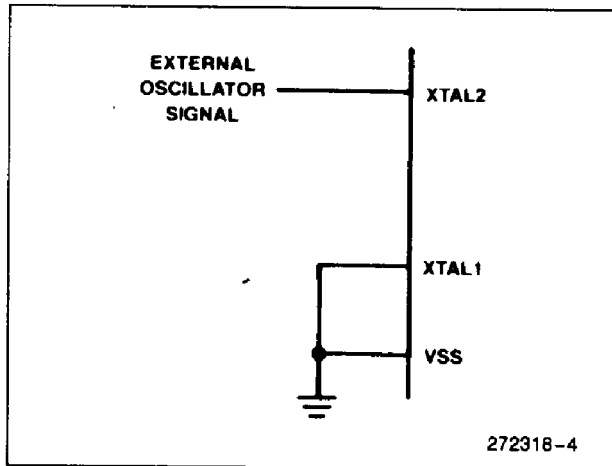 EXTERNAL
OSCILLATOR
SIGNAL
XTAL2
XTAL1
VSS
272318-4